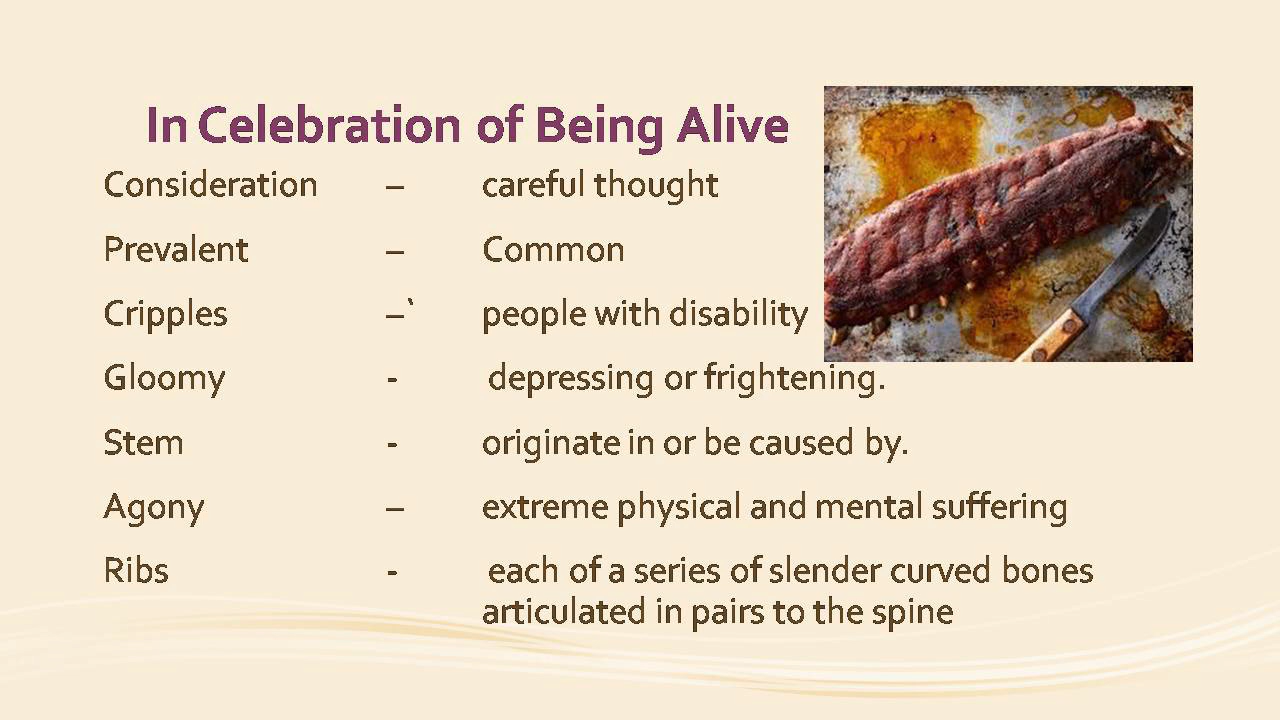 In Celebration of Being Alive
Consideration – careful thought
Prevalent – Common
Cripples –` people with disability
Gloomy - depressing or frightening.
Stem - originate in or be caused by.
Agony – extreme physical and mental suffering
Ribs - each of a series of slender curved bones
articulated in pairs to the spine